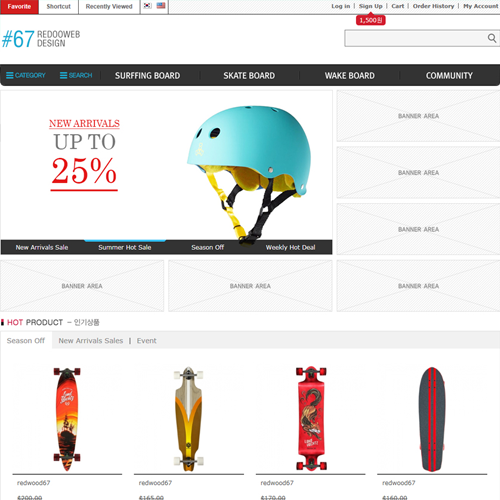 Favorite Shortcut Recently Viewed Log in | Sign Up | Cart | Order History | My Account
1,500원
#67 REDOOWEB
DESIGN
CATEGORY SEARCH SURFFING BOARD SKATE BOARD WAKE BOARD COMMUNITY
NEW ARRIVALS
UP TO
25%
BANNER AREA
BANNER AREA
BANNER AREA
New Arrivals Sale Summer Hot Sale Season Off Weekly Hot Deal
BANNER AREA BANNER AREA BANNER AREA
HOT PRODUCT - 인기상품
Season Off New Arrivals Sales | Event
redwood67 redwood67 redwood67 redwood67
$200.00 $165.00 $170.00 $160.00